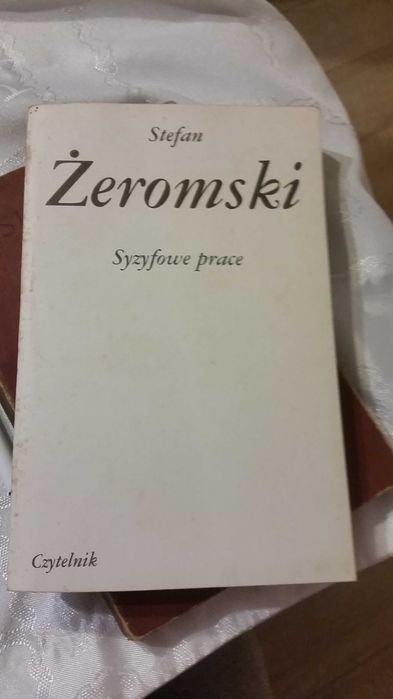 Stefan
Żeromski
Syzyfowe prace
Czytelnik